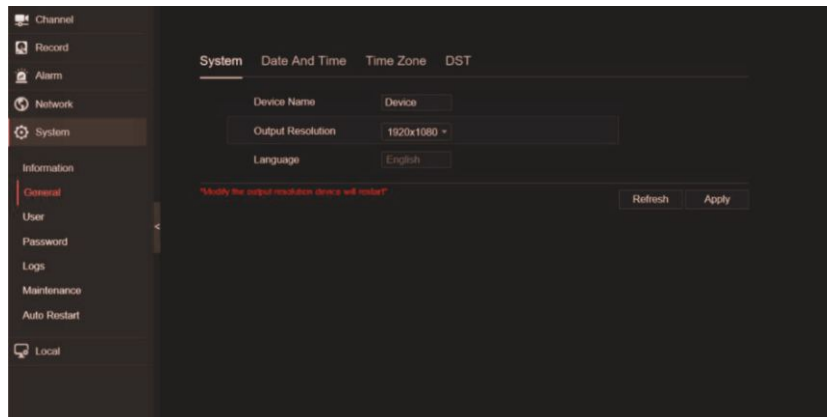 Channel
Record
Alarm
Network
System
Information
General
User
Password
Logs
Maintenance
Auto Restart
Local
System Date And Time Time Zone DST
Device Name Device
Output Resolution 1920x1080
Language English
"Modify the output resolution device will restart"
Refresh Apply
<